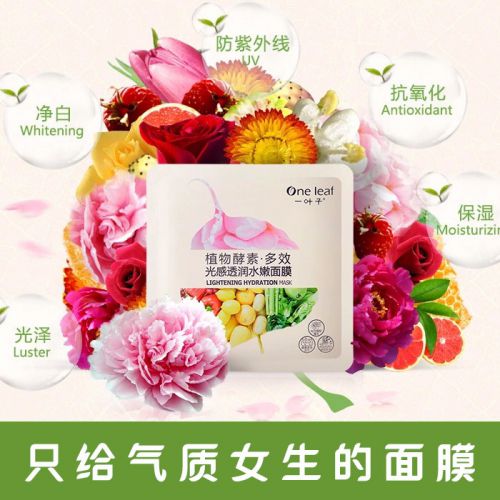 防紫外线
UV
净白
Whitening
抗氧化
Antioxidant
保湿
Moisturizin
光泽
Luster
One leaf
一叶子
植物酵素·多效
光感透润水嫩面膜
LIGHTENING HYDRATION MASK
只给气质女生的面膜